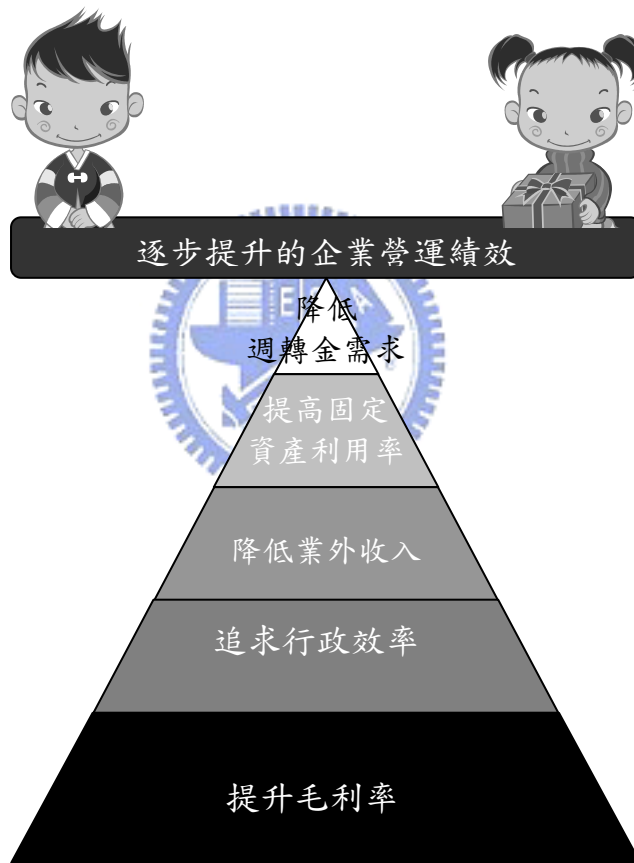 逐步提升的企業營運績效
降低
週轉金需求
提高固定
資產利用率
降低業外收入
追求行政效率
提升毛利率